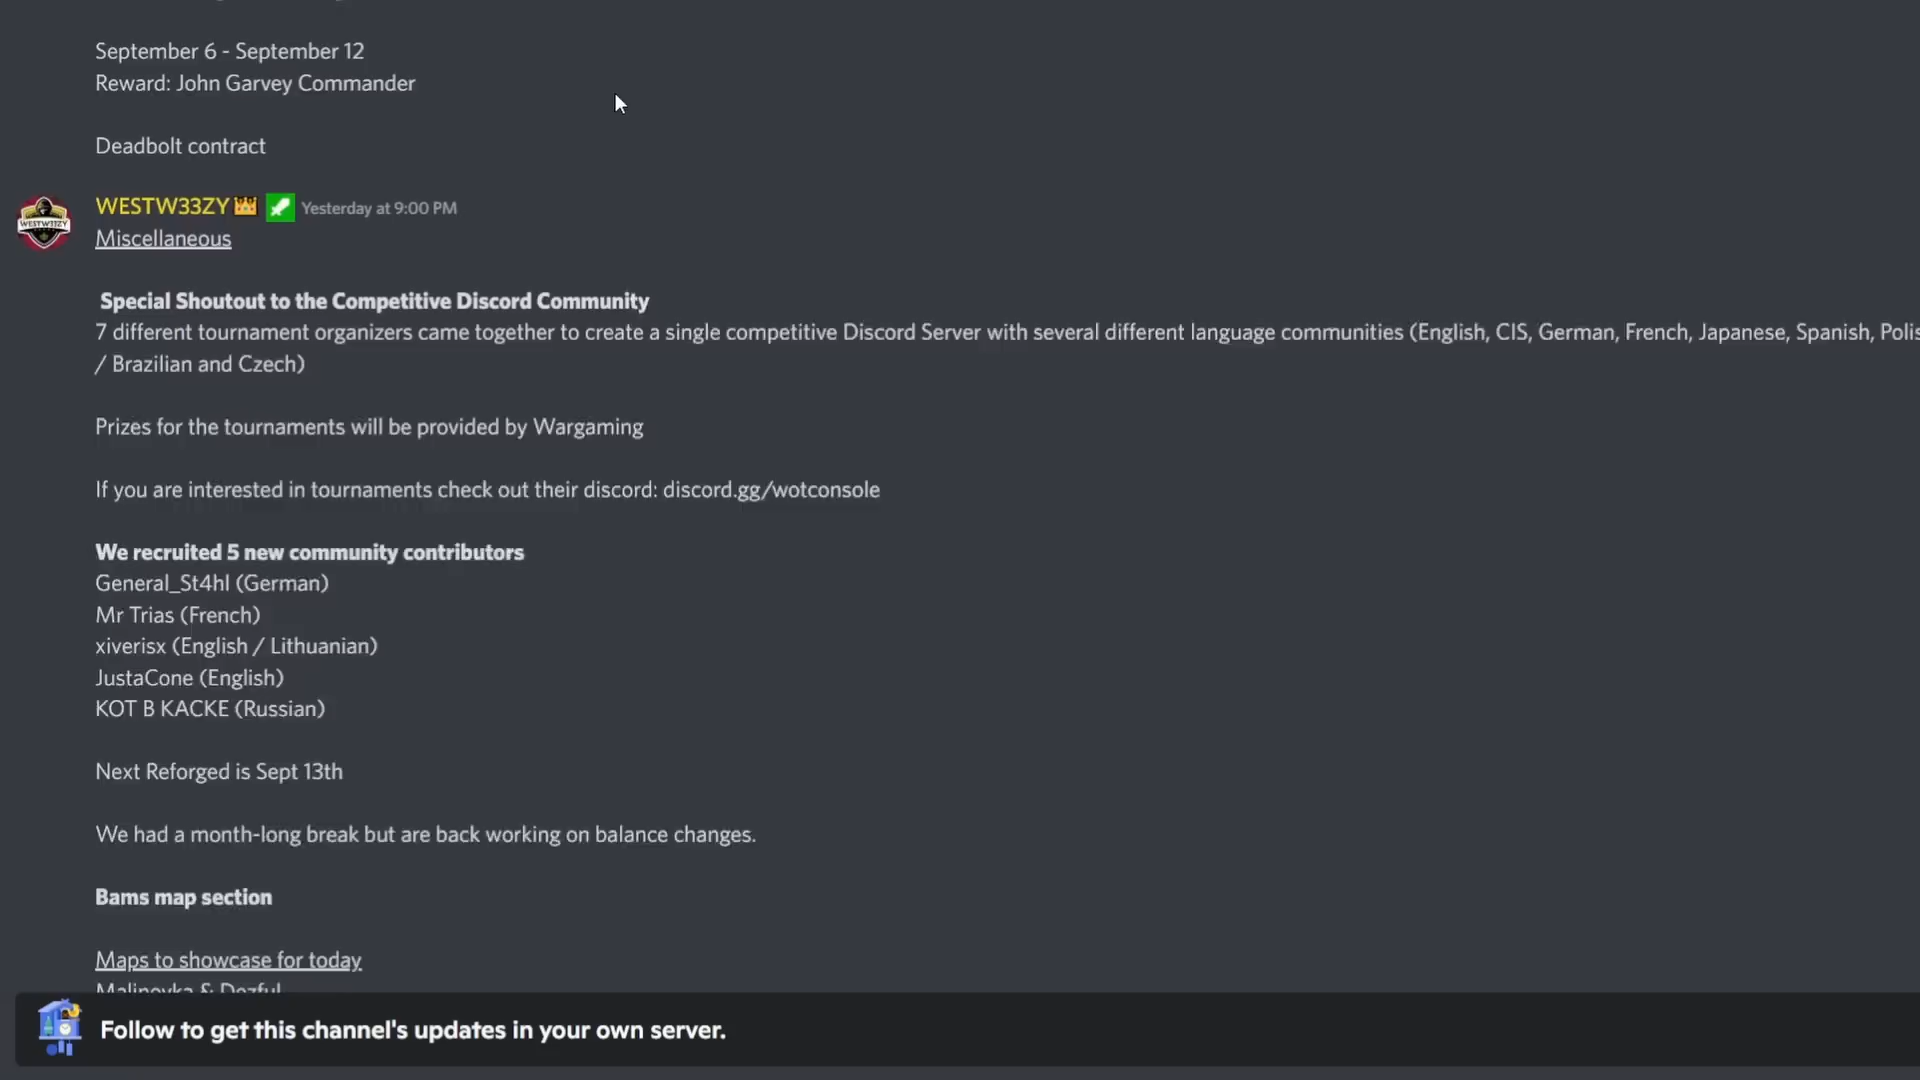 September 6 - September 12
Reward: John Garvey Commander
Deadbolt contract
WESTW33ZY Yesterday at 9:00 PM
WESTW33ZY
Miscellaneous
Special Shoutout to the Competitive Discord Community
7 different tournament organizers came together to create a single competitive Discord Server with several different language communities (English, CIS, German, French, Japanese, Spanish, Polis
/ Brazilian and Czech)
Prizes for the tournaments will be provided by Wargaming
If you are interested in tournaments check out their discord: discord.gg/wotconsole
We recruited 5 new community contributors
General_St4hl (German)
Mr Trias (French)
xiverisx (English / Lithuanian)
JustaCone (English)
KOT B KACKE (Russian)
Next Reforged is Sept 13th
We had a month-long break but are back working on balance changes.
Bams map section
Maps to showcase for today
Malinovka & Dezful
Follow to get this channel's updates in your own server.